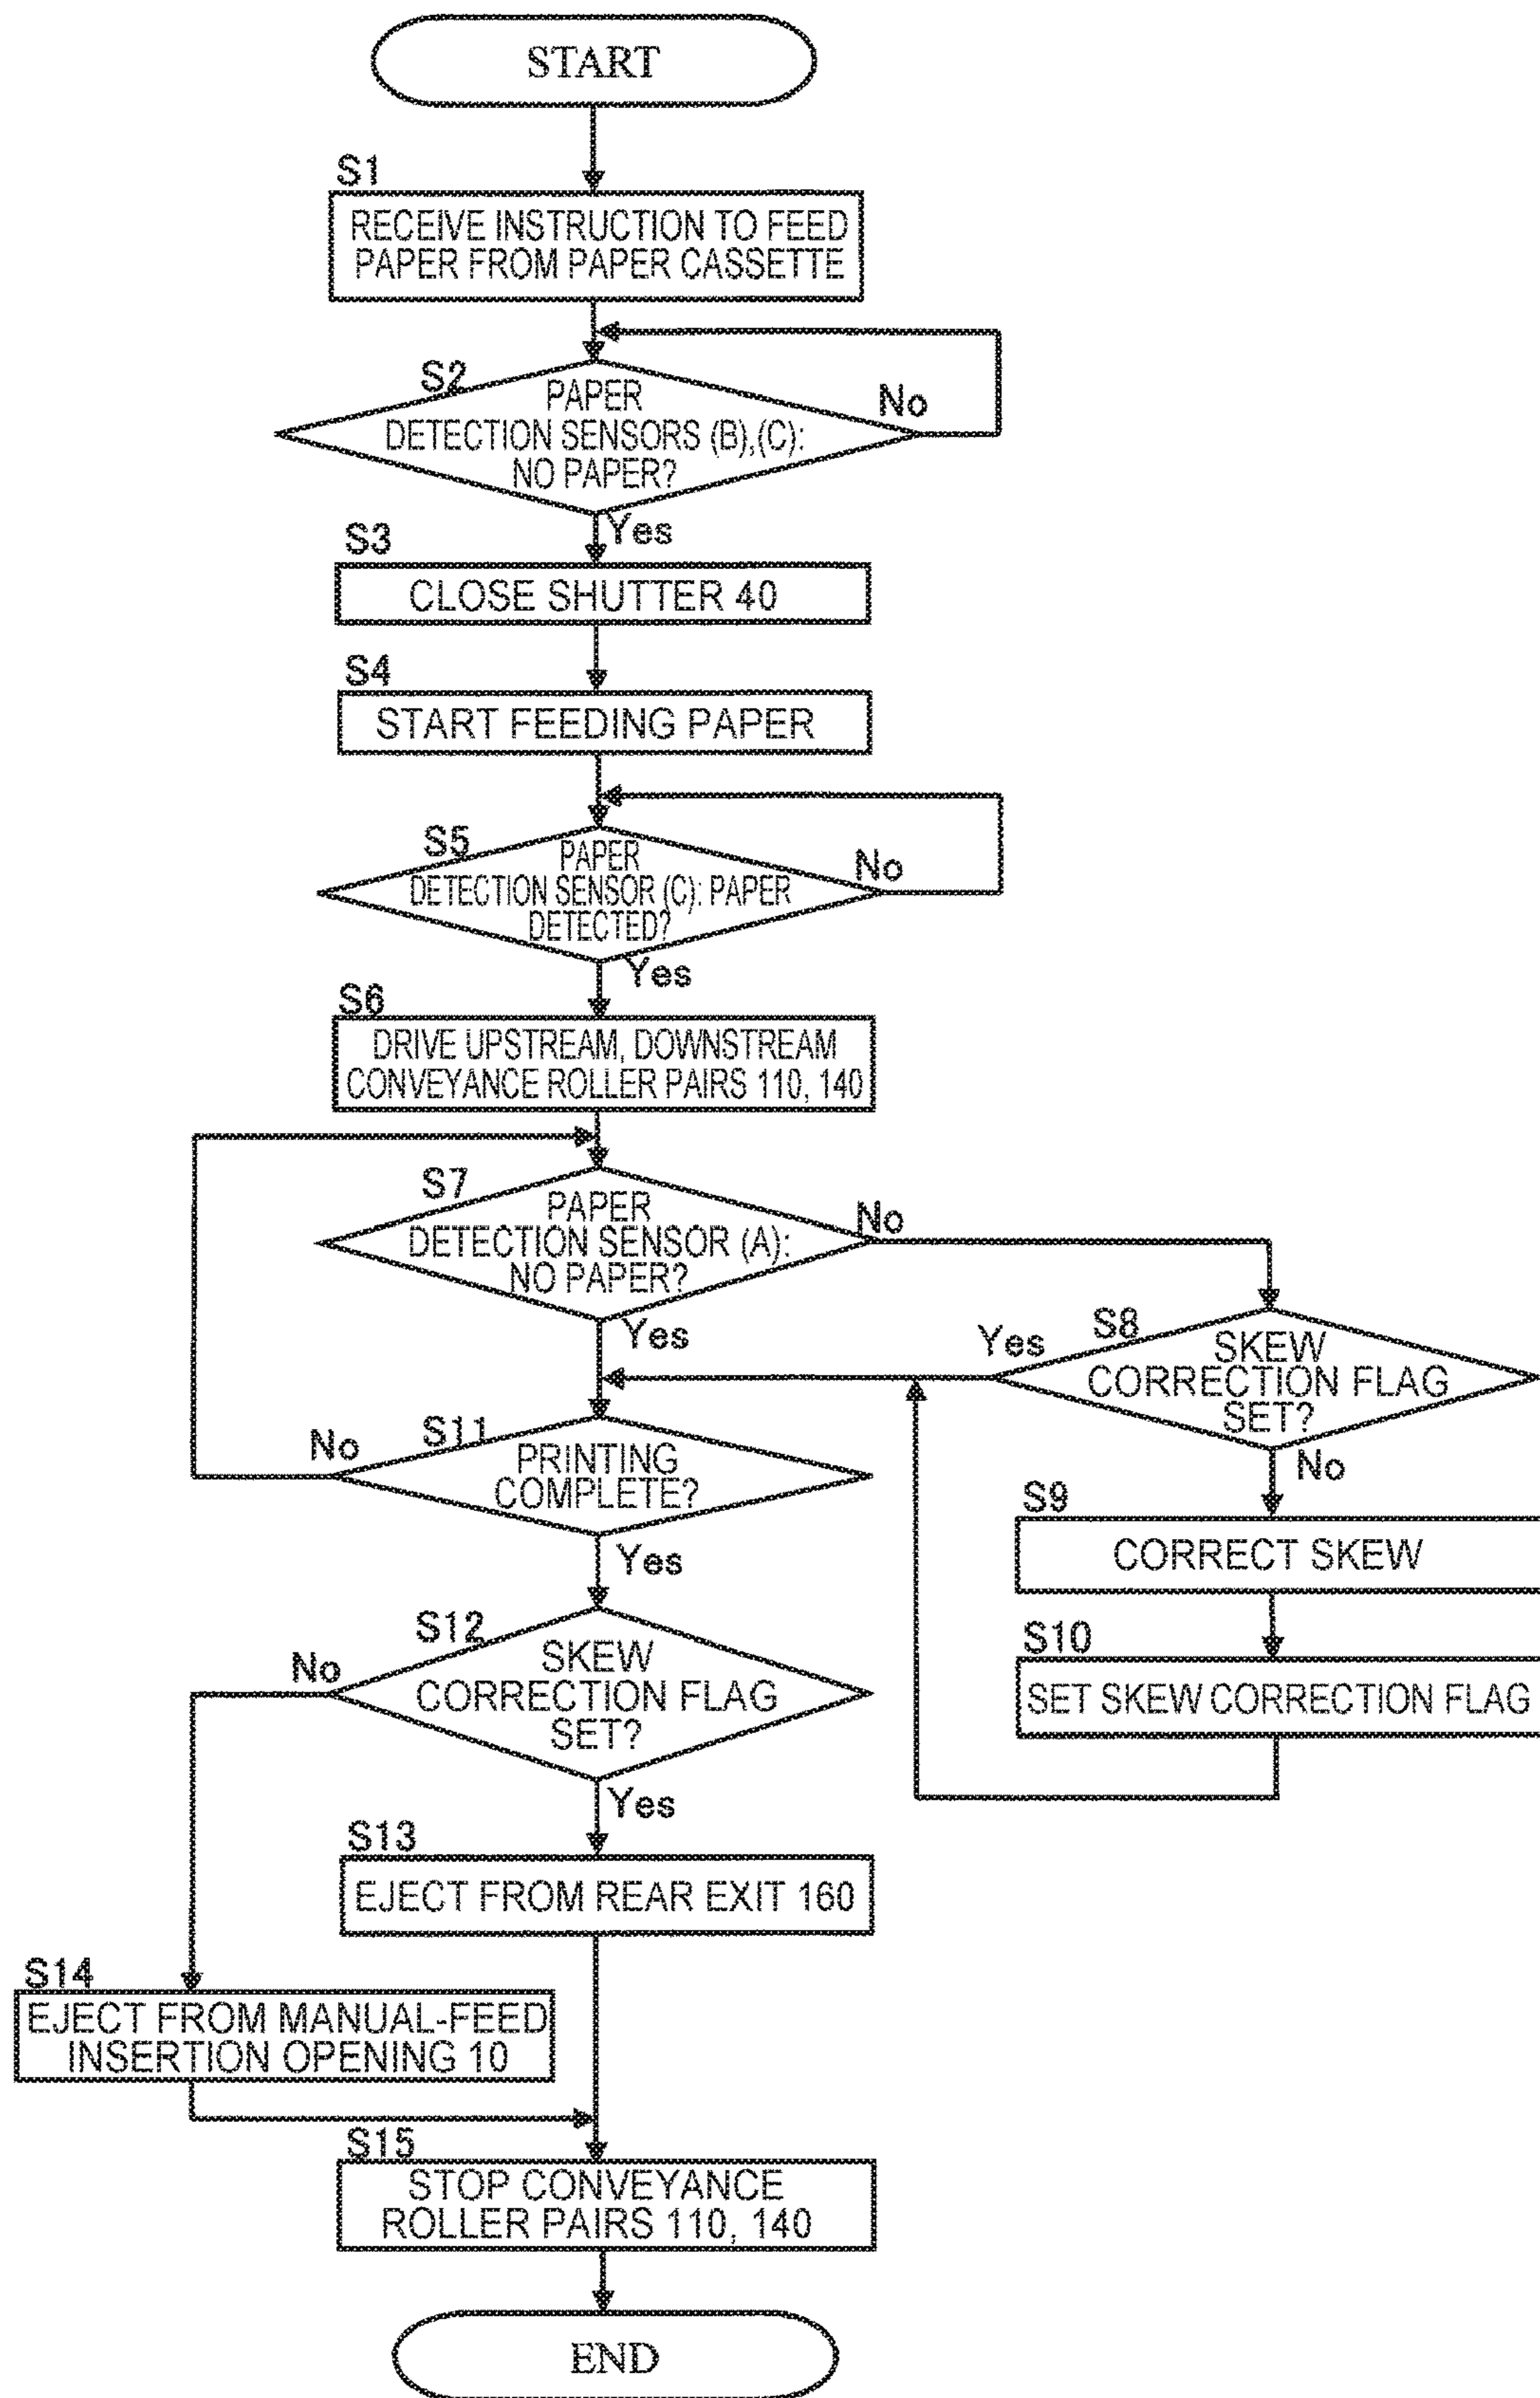 START
S1
RECEIVE INSTRUCTION TO FEED
PAPER FROM PAPER CASSETTE
S2
PAPER
DETECTION SENSORS (B),(C):
NO PAPER?
No
Yes
S3
CLOSE SHUTTER 40
S4
START FEEDING PAPER
S5
PAPER
DETECTION SENSOR (C): PAPER
DETECTED?
No
Yes
S6
DRIVE UPSTREAM, DOWNSTREAM
CONVEYANCE ROLLER PAIRS 110, 140
S7
PAPER
DETECTION SENSOR (A):
NO PAPER?
No
Yes
S8
SKEW
CORRECTION FLAG
SET?
Yes
No
S9
CORRECT SKEW
S10
SET SKEW CORRECTION FLAG
S11
PRINTING
COMPLETE?
No
Yes
S12
SKEW
CORRECTION FLAG
SET?
No
Yes
S13
EJECT FROM REAR EXIT 160
S14
EJECT FROM MANUAL-FEED
INSERTION OPENING 10
S15
STOP CONVEYANCE
ROLLER PAIRS 110, 140
END